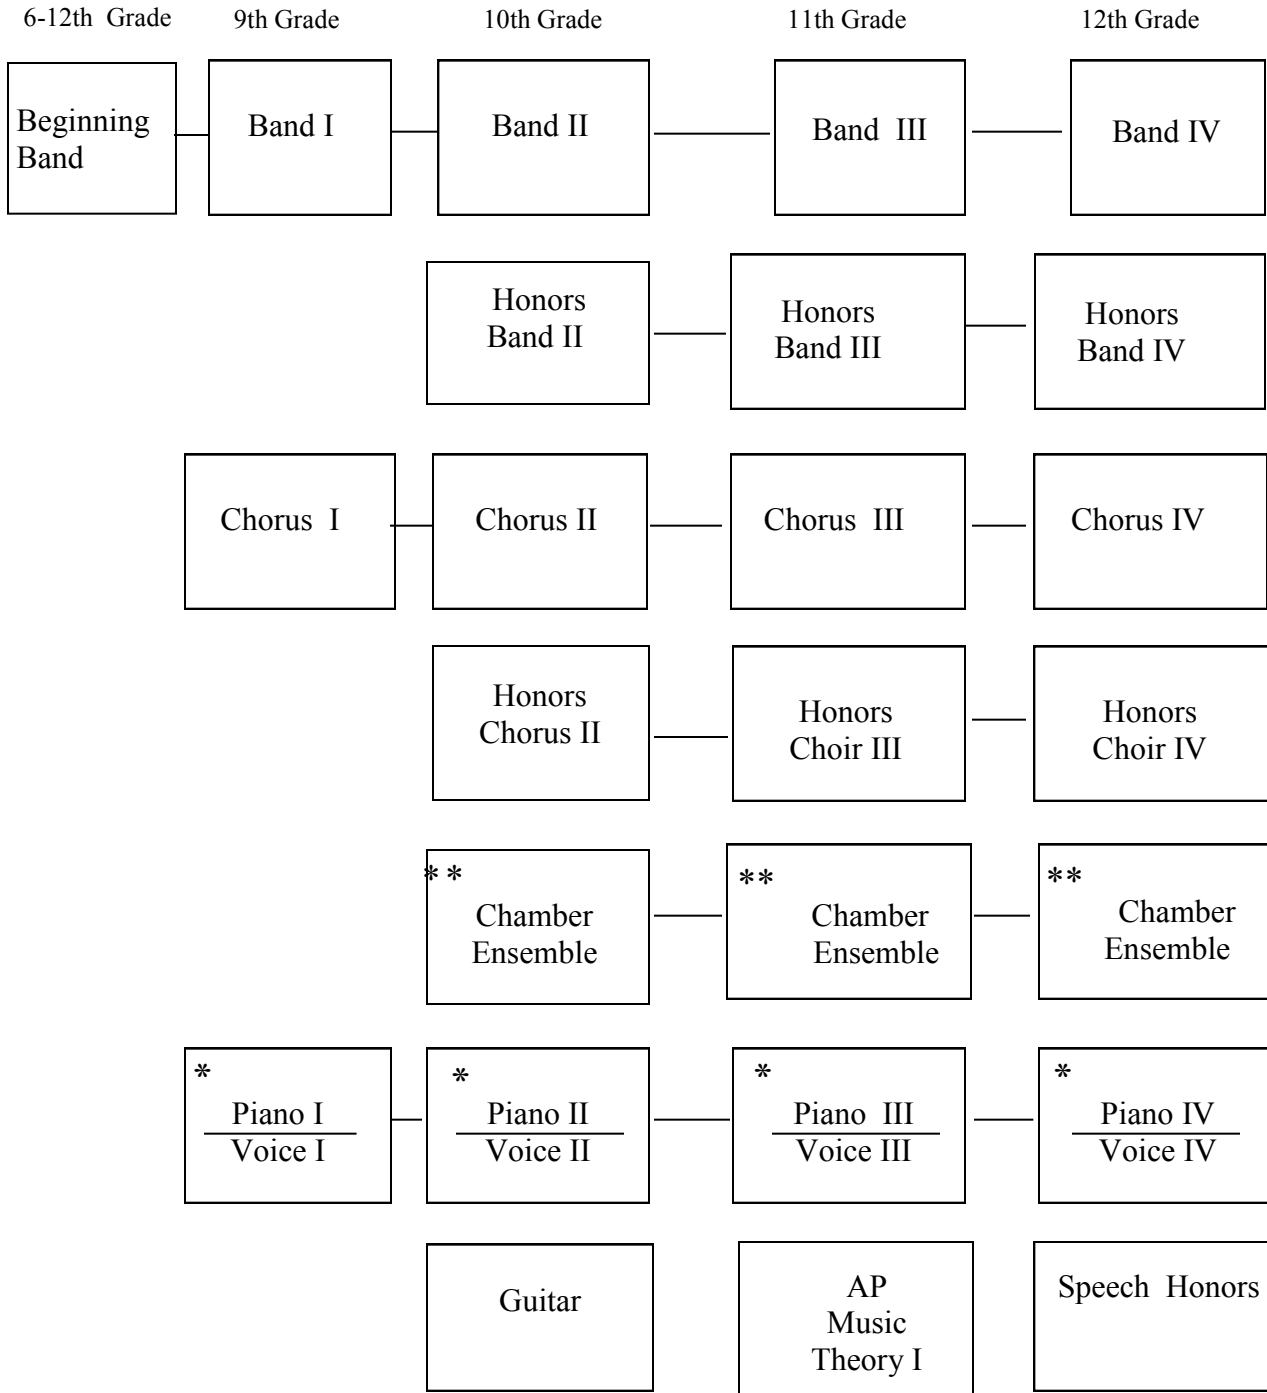 6-12th Grade 9th Grade 10th Grade 11th Grade 12th Grade
Beginning
Band
Band I
Band II
Band III
Band IV
Honors
Band II
Honors
Band III
Honors
Band IV
Chorus I
Chorus II
Chorus III
Chorus IV
Honors
Chorus II
Honors
Choir III
Honors
Choir IV
**
Chamber
Ensemble
**
Chamber
Ensemble
**
Chamber
Ensemble
*
Piano I
Voice I
*
Piano II
Voice II
*
Piano III
Voice III
*
Piano IV
Voice IV
Guitar
AP
Music
Theory I
Speech Honors